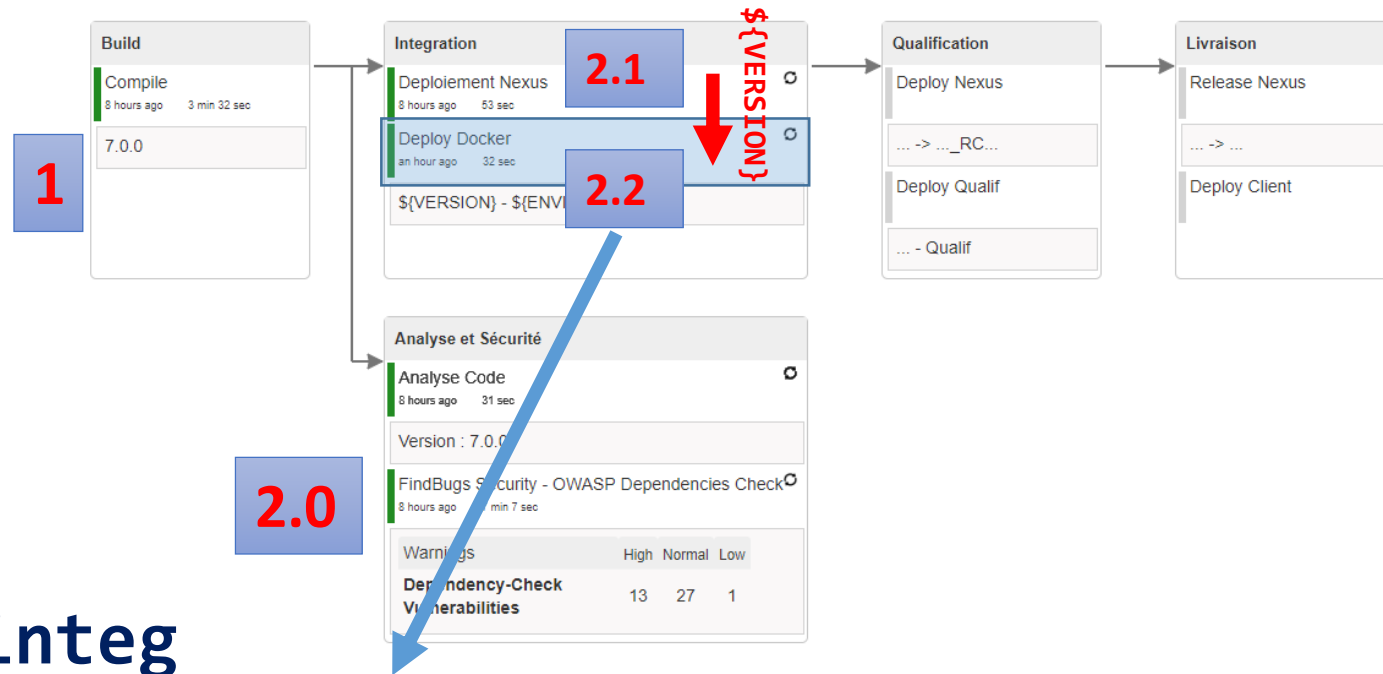 Build
Compile
8 hours ago 3 min 32 sec
7.0.0
1
Integration
Deploiement Nexus
8 hours ago 53 sec
2.1
${VERSION}
Deploy Docker
an hour ago 32 sec
${VERSION} - ${ENVI
2.2
Qualification
Deploy Nexus
... -> ..._RC...
Deploy Qualif
... - Qualif
Livraison
Release Nexus
... -> ...
Deploy Client
Analyse et Sécurité
Analyse Code
8 hours ago 31 sec
Version : 7.0.0
2.0
FindBugs Security - OWASP Dependencies Check
8 hours ago min 7 sec
Warnings High Normal Low
Dependency-Check
Vulnerabilities
13 27 1
integ